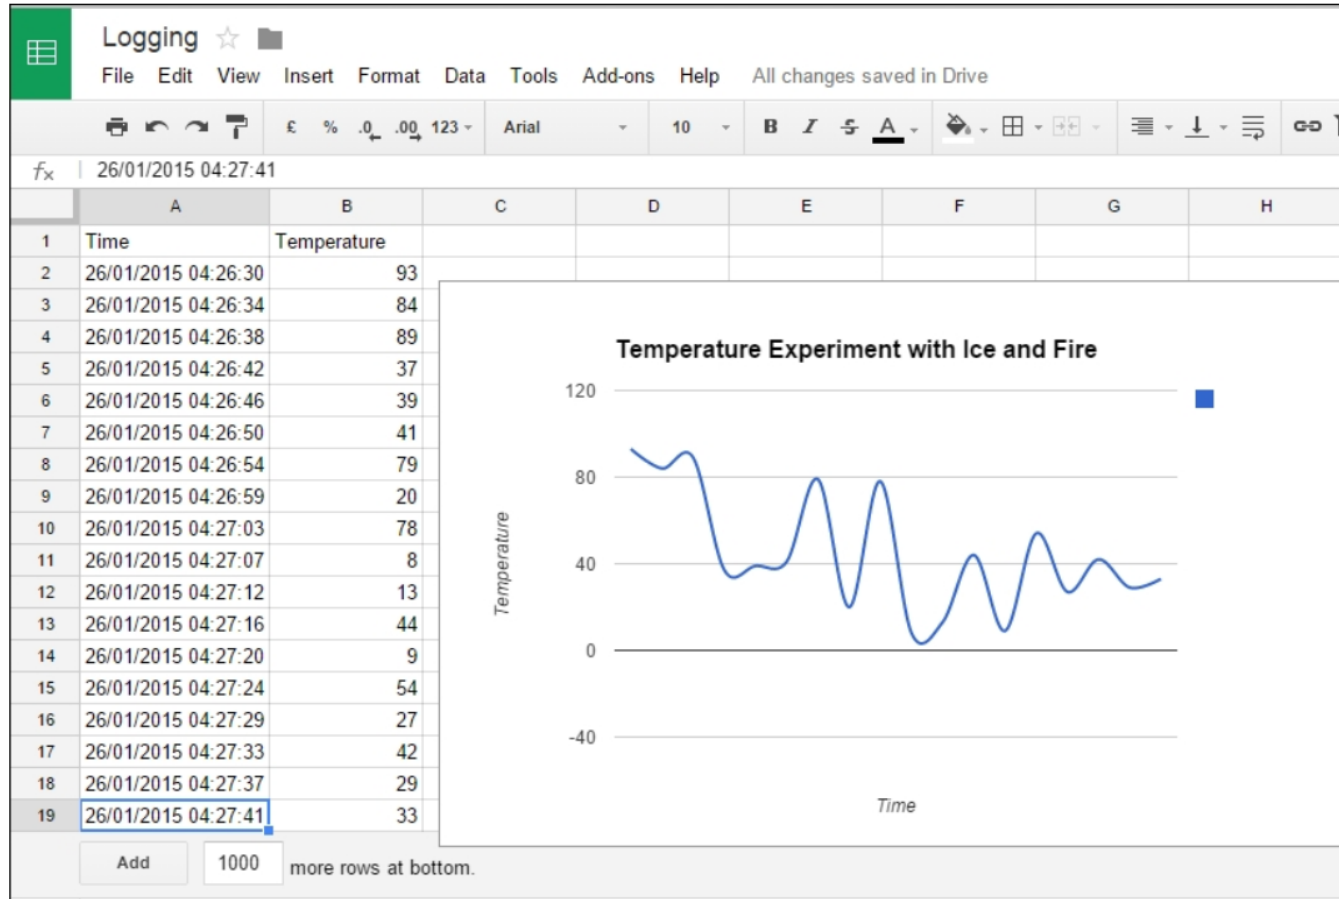 Logging
File Edit View Insert Format Data Tools Add-ons Help All changes saved in Drive
£ % .0 .00 123 Arial 10 B I S A
fx 26/01/2015 04:27:41
A B C D E F G H
1 Time Temperature
2 26/01/2015 04:26:30 93
3 26/01/2015 04:26:34 84
4 26/01/2015 04:26:38 89
5 26/01/2015 04:26:42 37
6 26/01/2015 04:26:46 39
7 26/01/2015 04:26:50 41
8 26/01/2015 04:26:54 79
9 26/01/2015 04:26:59 20
10 26/01/2015 04:27:03 78
11 26/01/2015 04:27:07 8
12 26/01/2015 04:27:12 13
13 26/01/2015 04:27:16 44
14 26/01/2015 04:27:20 9
15 26/01/2015 04:27:24 54
16 26/01/2015 04:27:29 27
17 26/01/2015 04:27:33 42
18 26/01/2015 04:27:37 29
19 26/01/2015 04:27:41 33
Temperature Experiment with Ice and Fire
120
80
40
0
-40
Temperature
Time
Add 1000 more rows at bottom.